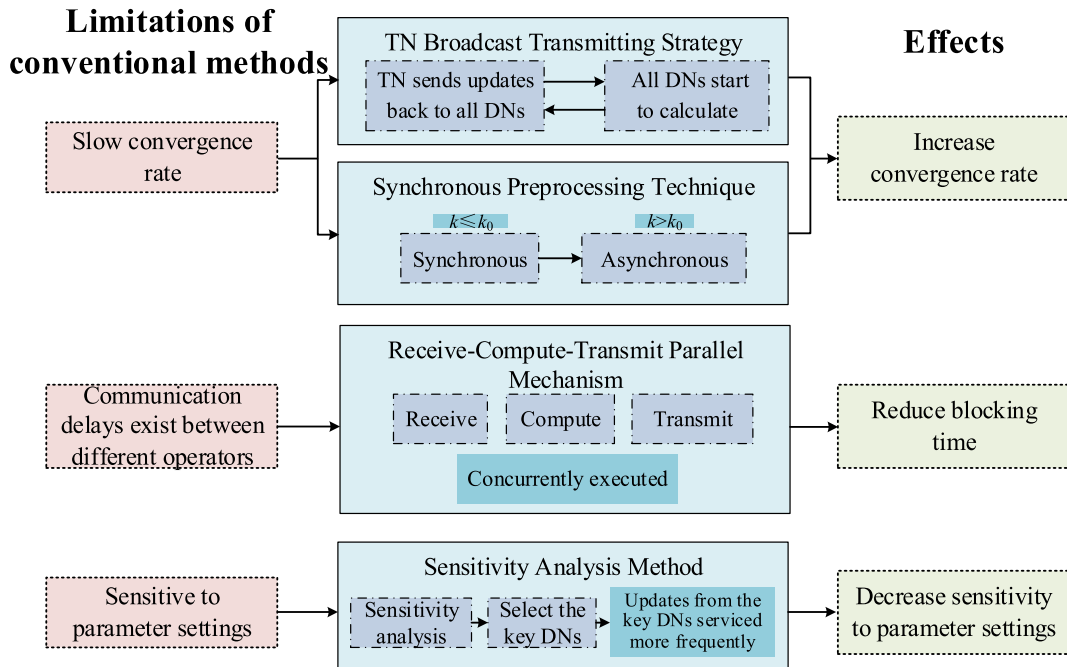 Limitations of
conventional methods
Effects
Slow convergence
rate
TN Broadcast Transmitting Strategy
TN sends updates
back to all DNs
All DNs start
to calculate
Synchronous Preprocessing Technique
k≤k0
k>k0
Synchronous
Asynchronous
Increase
convergence rate
Communication
delays exist between
different operators
Receive-Compute-Transmit Parallel
Mechanism
Receive
Compute
Transmit
Concurrently executed
Reduce blocking
time
Sensitive to
parameter settings
Sensitivity Analysis Method
Sensitivity
analysis
Select the
key DNs
Updates from the
key DNs serviced
more frequently
Decrease sensitivity
to parameter settings